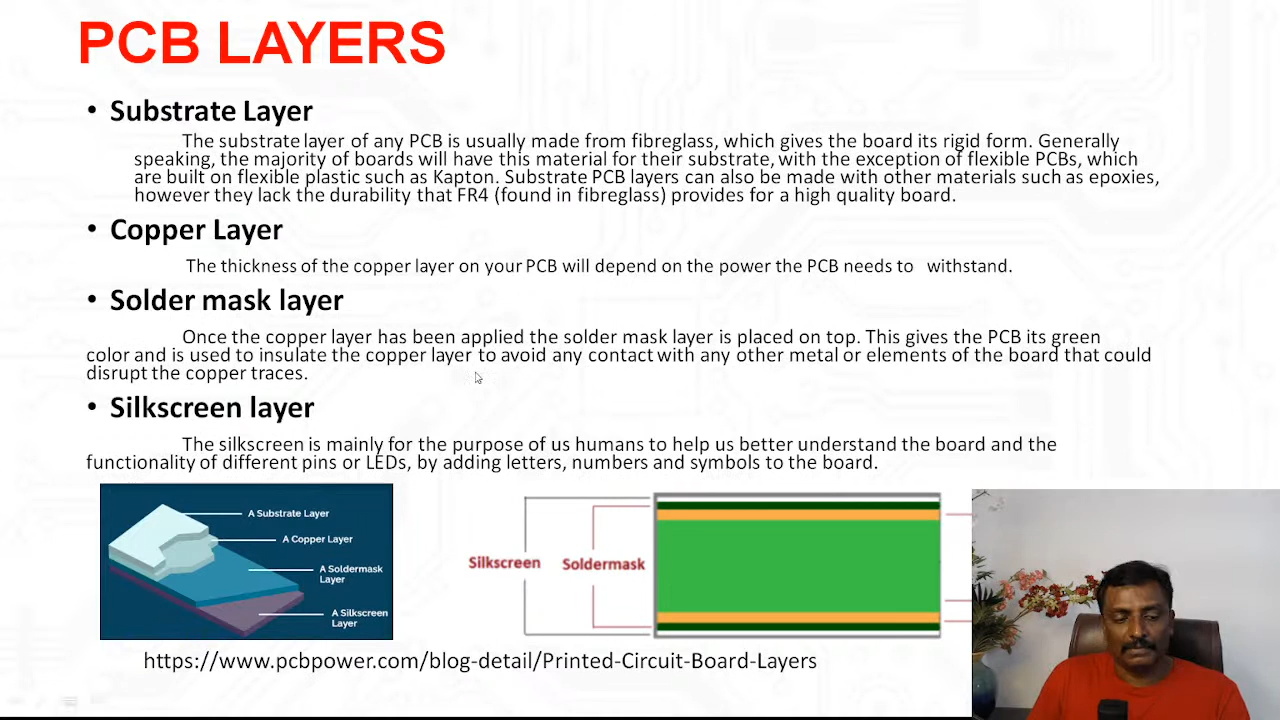 PCB LAYERS
• Substrate Layer
The substrate layer of any PCB is usually made from fibreglass, which gives the board its rigid form. Generally
speaking, the majority of boards will have this material for their substrate, with the exception of flexible PCBs, which
are built on flexible plastic such as Kapton. Substrate PCB layers can also be made with other materials such as epoxies,
however they lack the durability that FR4 (found in fibreglass) provides for a high quality board.
• Copper Layer
The thickness of the copper layer on your PCB will depend on the power the PCB needs to withstand.
• Solder mask layer
Once the copper layer has been applied the solder mask layer is placed on top. This gives the PCB its green
color and is used to insulate the copper layer to avoid any contact with any other metal or elements of the board that could
disrupt the copper traces.
• Silkscreen layer
The silkscreen is mainly for the purpose of us humans to help us better understand the board and the
functionality of different pins or LEDs, by adding letters, numbers and symbols to the board.
A Substrate Layer
A Copper Layer
A Soldermask
Layer
A Silkscreen
Layer
Silkscreen
Soldermask
https://www.pcbpower.com/blog-detail/Printed-Circuit-Board-Layers